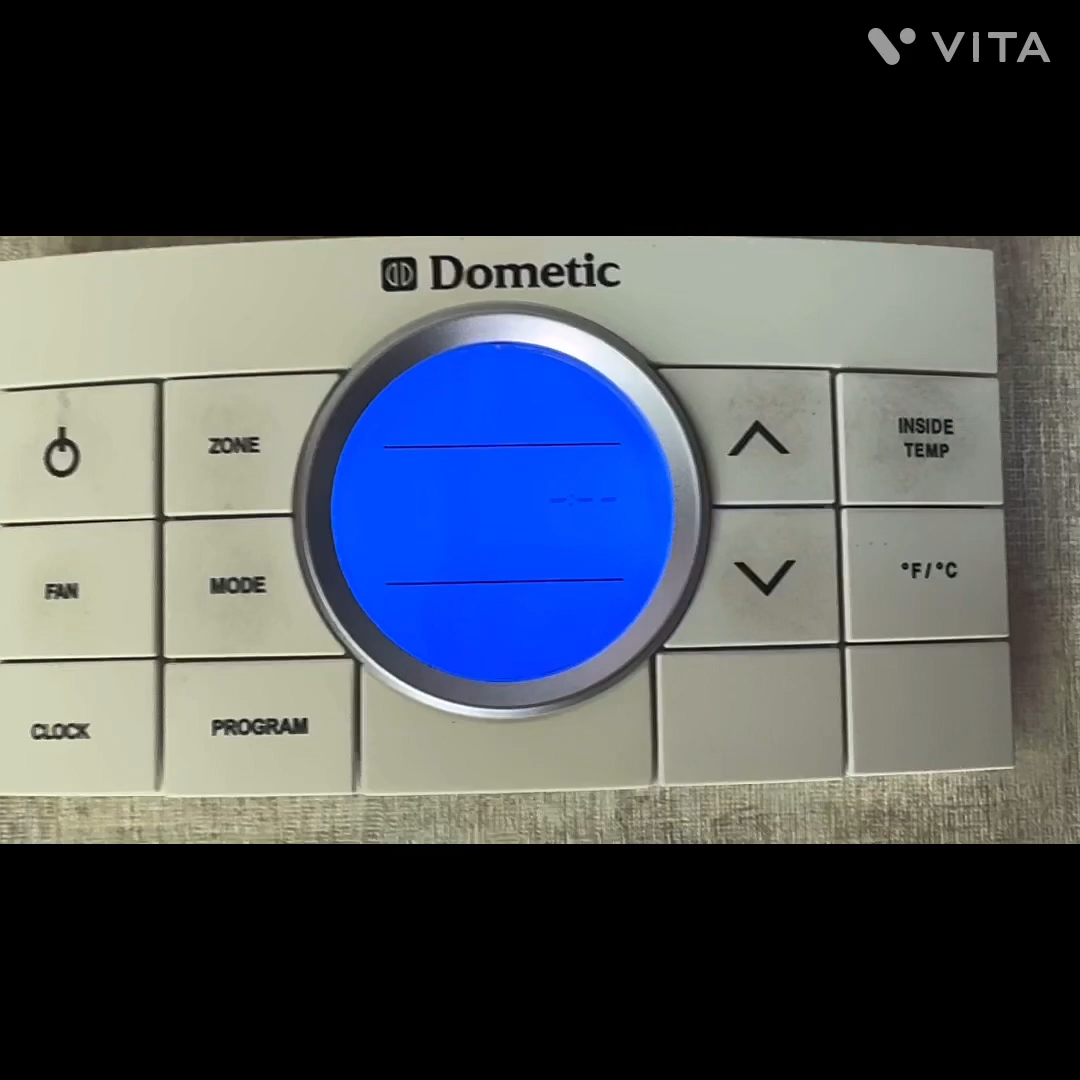 VITA
Dometic
ZONE
INSIDE
TEMP
FAN
MODE
°F/°C
CLOCK
PROGRAM